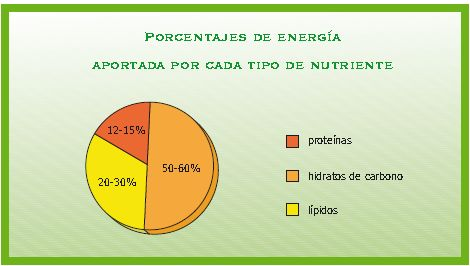 PORCENTAJES DE ENERGÍA
APORTADA POR CADA TIPO DE NUTRIENTE
12-15%
50-60%
20-30%
proteínas
hidratos de carbono
lípidos